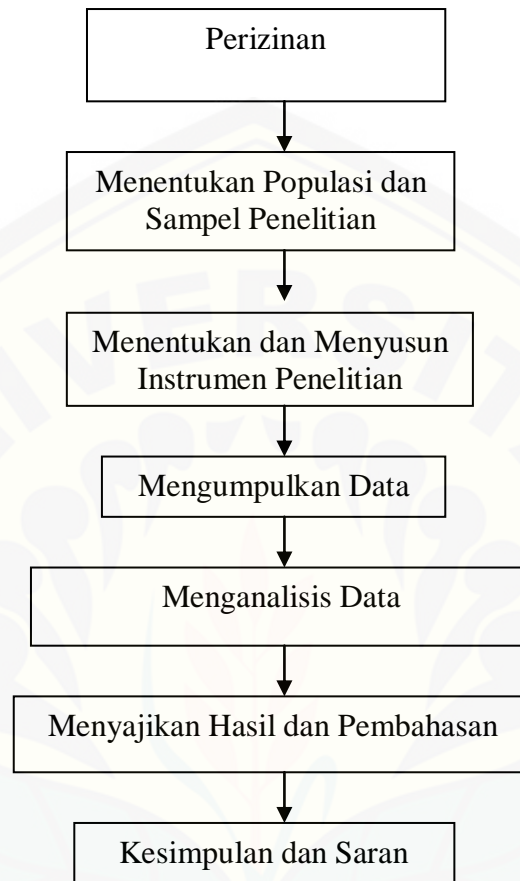 Perizinan
Menentukan Populasi dan
Sampel Penelitian
Menentukan dan Menyusun
Instrumen Penelitian
Mengumpulkan Data
Menganalisis Data
Menyajikan Hasil dan Pembahasan
Kesimpulan dan Saran